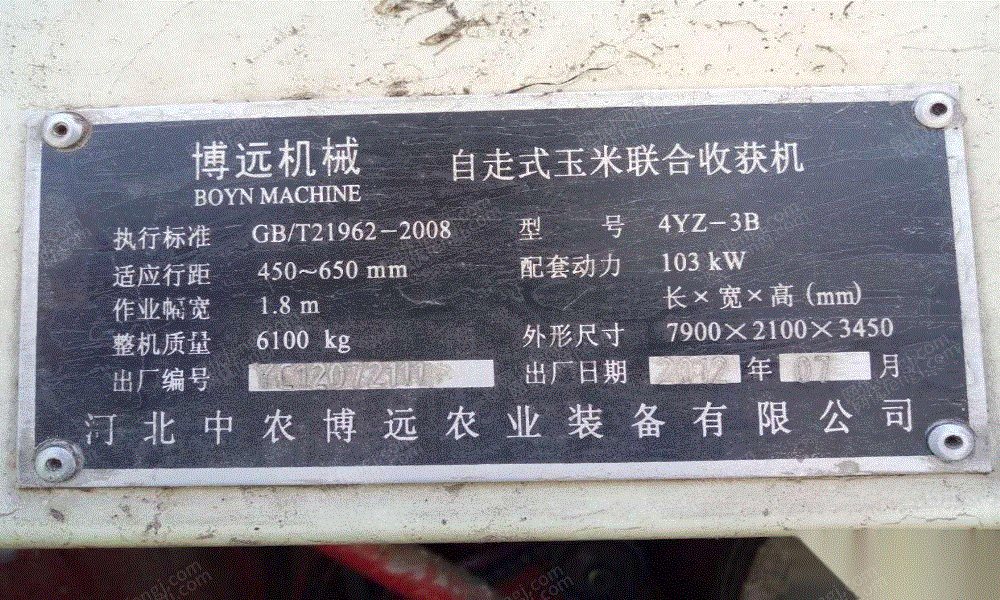 博远机械 自走式玉米联合收获机
BOYN MACHINE
执行标准 GB/T21962-2008 型 号 4YZ-3B
适应行距 450~650 mm 配套动力 103 kW
作业幅宽 1.8 m 长×宽×高 (mm)
整机质量 6100 kg 外形尺寸 7900×2100×3450
出厂编号 出厂日期 2012 年 07 月
河北中农博远农业装备有限公司